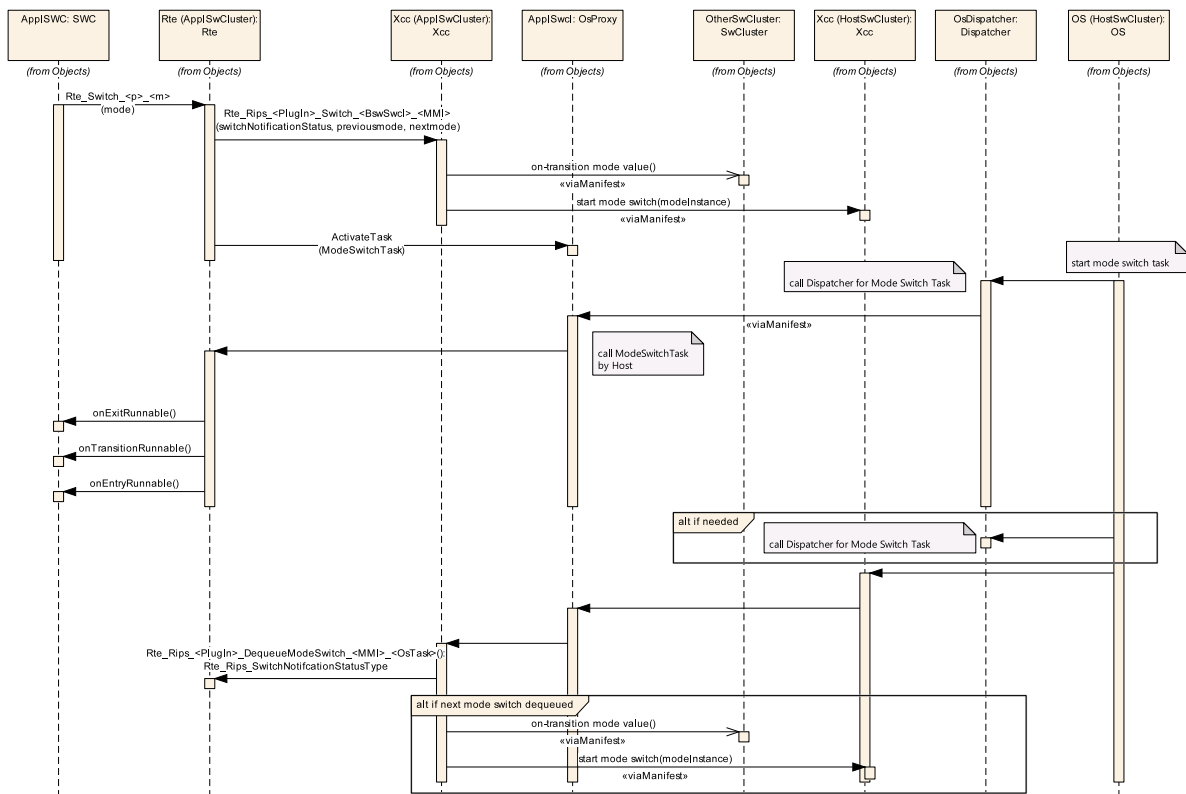 ApplSWC: SWC
Rte (ApplSwCluster):
Rte
Xcc (ApplSwCluster):
Xcc
ApplSwcl: OsProxy
OtherSwCluster:
SwCluster
Xcc (HostSwCluster):
Xcc
OsDispatcher:
Dispatcher
OS (HostSwCluster):
OS
(from Objects)
(from Objects)
(from Objects)
(from Objects)
(from Objects)
(from Objects)
(from Objects)
(from Objects)
Rte_Switch_<p>_<m>
(mode)
Rte_Rips_<PlugIn>_Switch_<BswSwcI>_<MMI>
(switchNotificationStatus, previousmode, nextmode)
on-transition mode value()
«viaManifest»
start mode switch(modeInstance)
«viaManifest»
ActivateTask
(ModeSwitchTask)
start mode switch task
call Dispatcher for Mode Switch Task
«viaManifest»
call ModeSwitchTask
by Host
onExitRunnable()
onTransitionRunnable()
onEntryRunnable()
alt if needed
call Dispatcher for Mode Switch Task
Rte_Rips_<PlugIn>_DequeueModeSwitch_<MMI>_<OsTask>():
Rte_Rips_SwitchNotifcationStatusType
alt if next mode switch dequeued
on-transition mode value()
«viaManifest»
start mode switch(modeInstance)
«viaManifest»